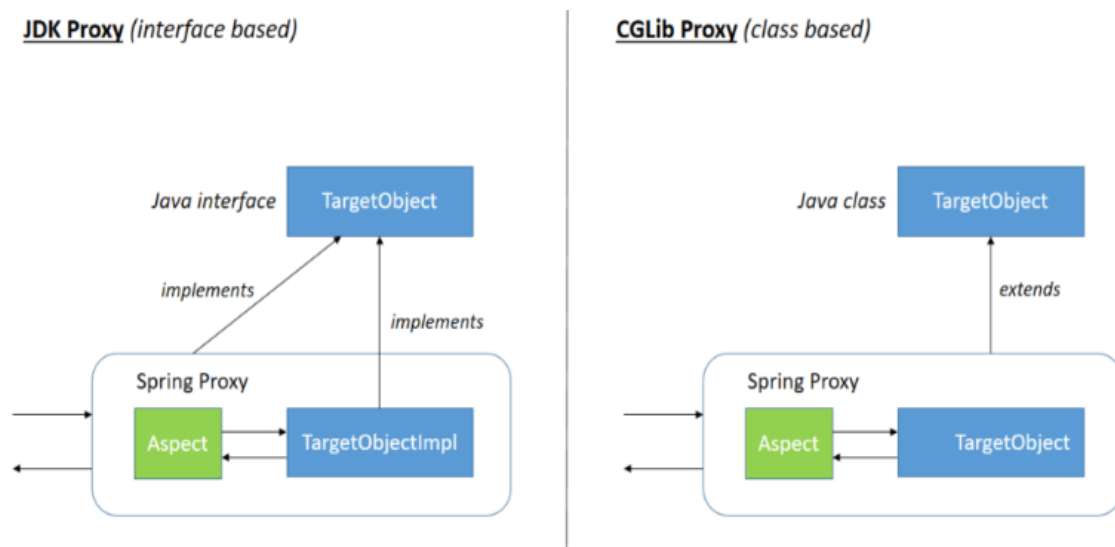 JDK Proxy (interface based)
Java interface
TargetObject
implements
implements
Spring Proxy
Aspect
TargetObjectImpl
CGLib Proxy (class based)
Java class
TargetObject
extends
Spring Proxy
Aspect
TargetObject